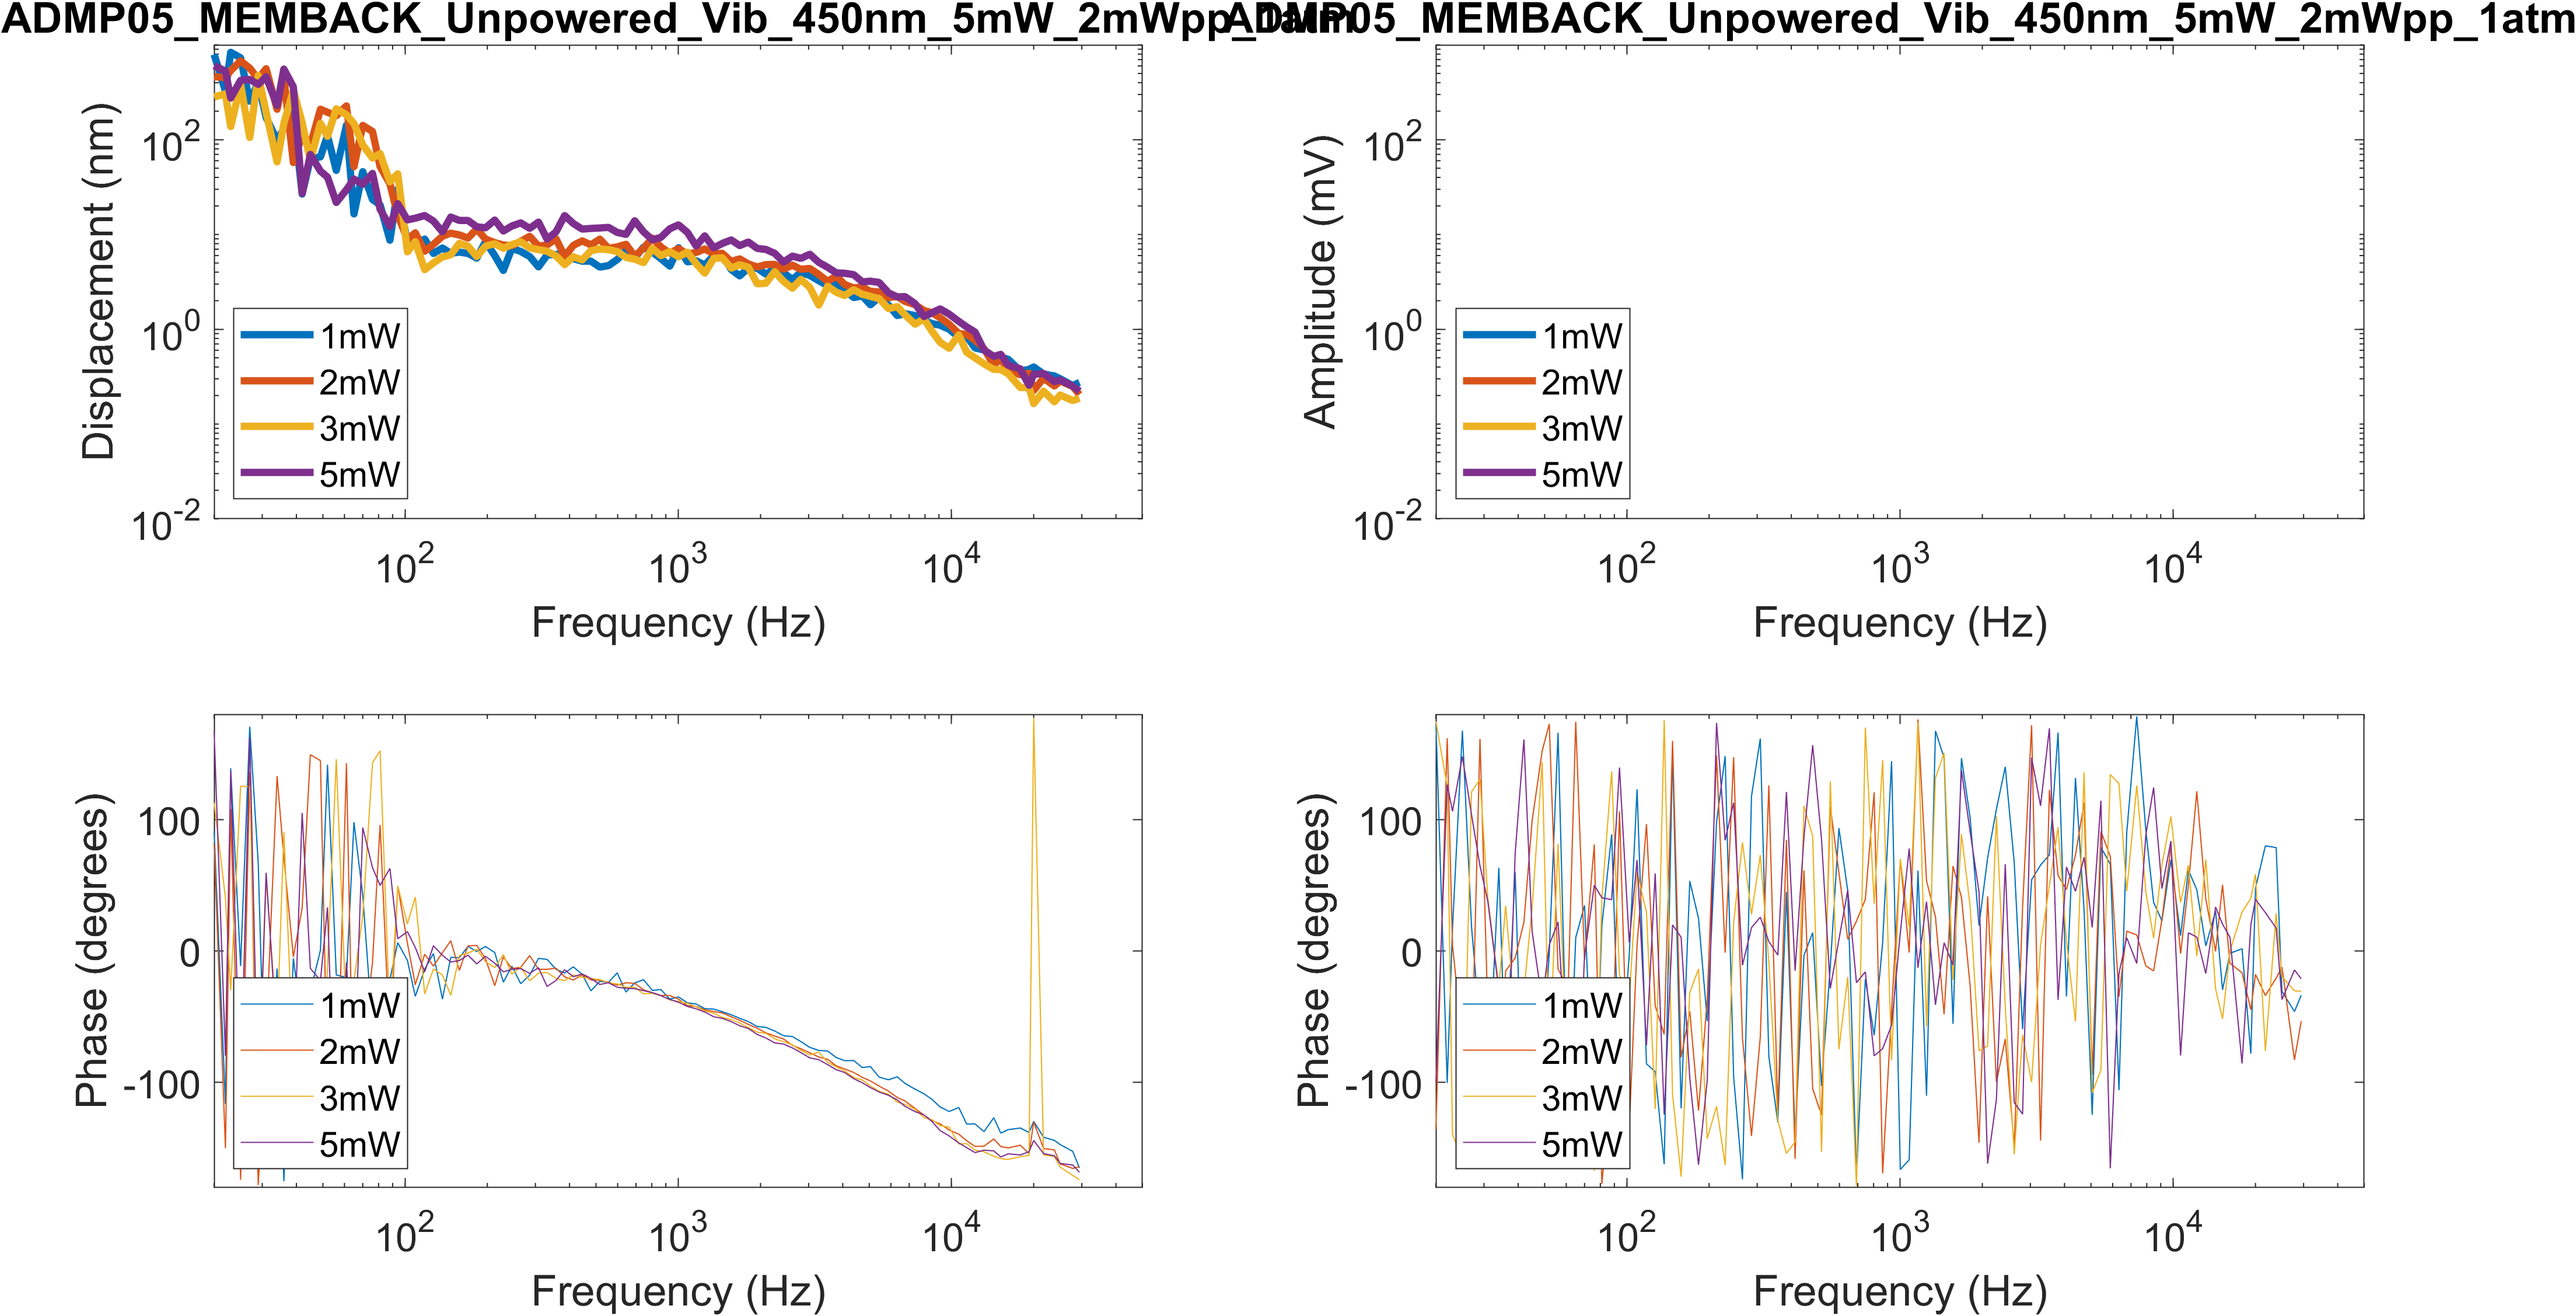 ADMP05_MEMBACK_Unpowered_Vib_450nm_5mW_2mWpp_1atm
ADMP05_MEMBACK_Unpowered_Vib_450nm_5mW_2mWpp_1atm
Displacement (nm)
10^2
10^0
10^-2
1mW
2mW
3mW
5mW
10^2
10^3
10^4
Frequency (Hz)
Amplitude (mV)
10^2
10^0
10^-2
1mW
2mW
3mW
5mW
10^2
10^3
10^4
Frequency (Hz)
Phase (degrees)
100
0
-100
1mW
2mW
3mW
5mW
10^2
10^3
10^4
Frequency (Hz)
Phase (degrees)
100
0
-100
1mW
2mW
3mW
5mW
10^2
10^3
10^4
Frequency (Hz)